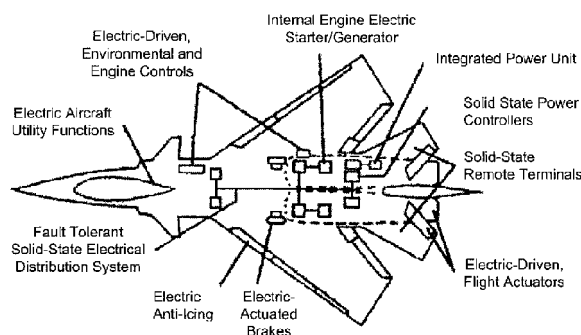 Internal Engine Electric
Starter/Generator
Electric-Driven,
Environmental and
Engine Controls
Integrated Power Unit
Electric Aircraft
Utility Functions
Solid State Power
Controllers
Solid-State
Remote Terminals
Fault Tolerant
Solid-State Electrical
Distribution System
Electric
Anti-Icing
Electric-
Actuated
Brakes
Electric-Driven,
Flight Actuators